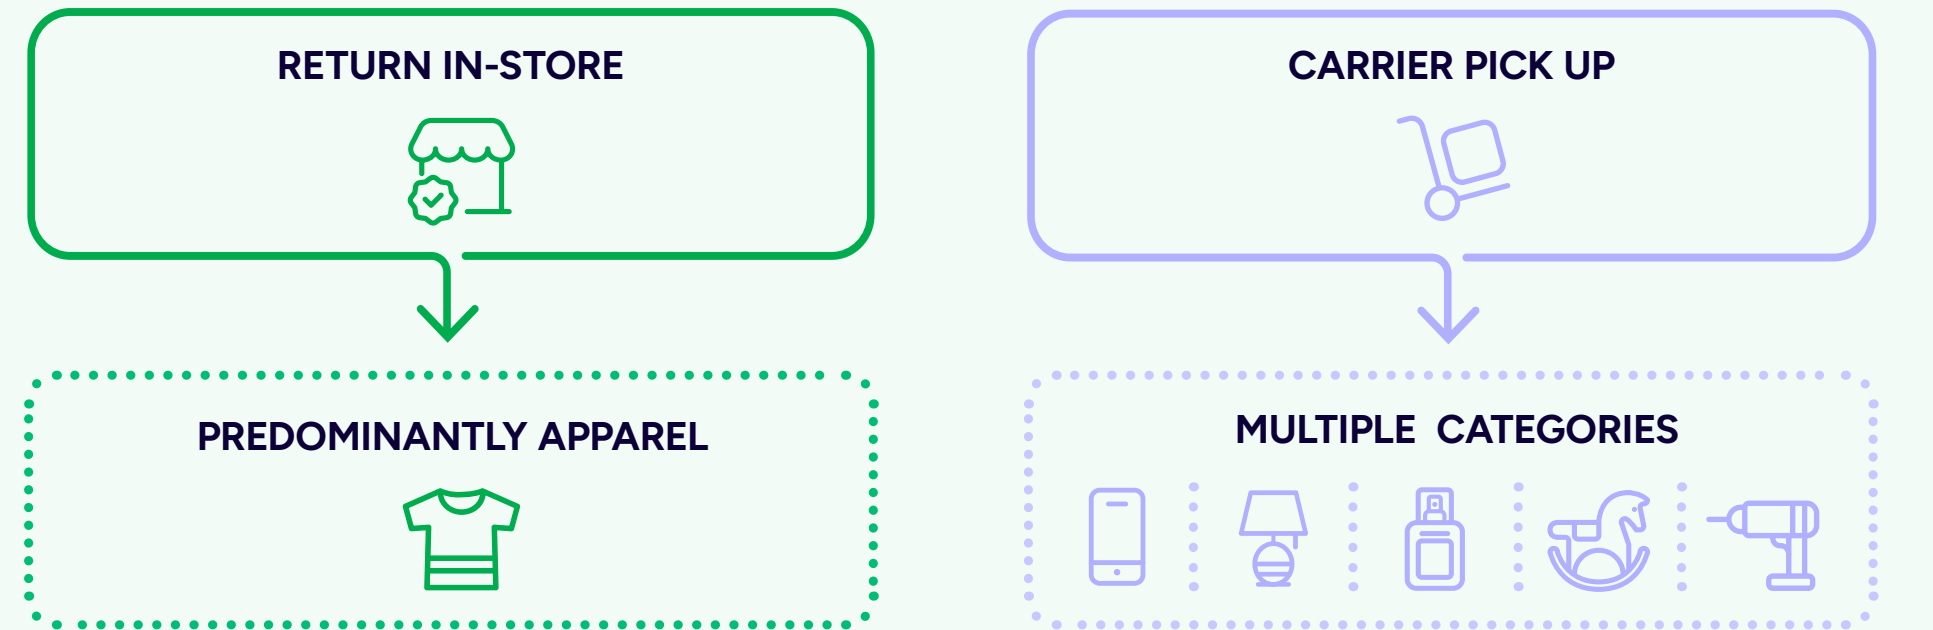 RETURN IN-STORE
CARRIER PICK UP
PREDOMINANTLY APPAREL
MULTIPLE CATEGORIES